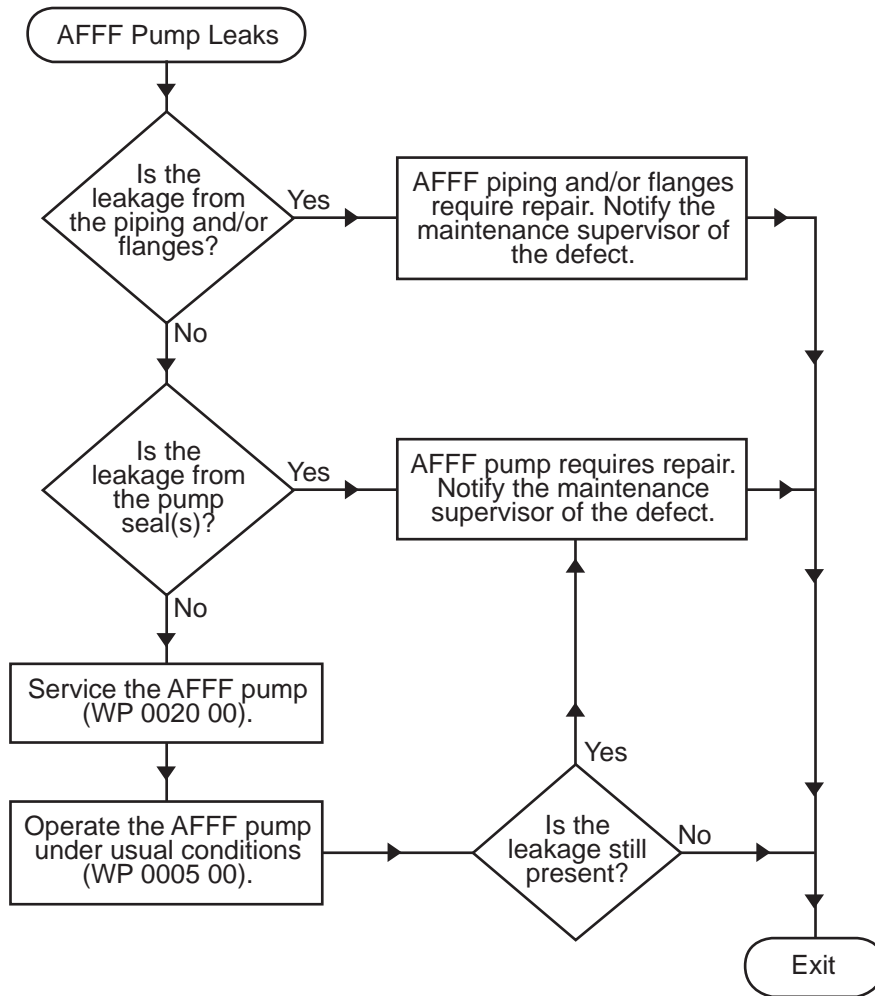 AFFF Pump Leaks
Is the
leakage from
the piping and/or
flanges?
Yes
AFFF piping and/or flanges
require repair. Notify the
maintenance supervisor of
the defect.
No
Is the
leakage from
the pump
seal(s)?
Yes
AFFF pump requires repair.
Notify the maintenance
supervisor of the defect.
No
Service the AFFF pump
(WP 0020 00).
Operate the AFFF pump
under usual conditions
(WP 0005 00).
Is the
leakage still
present?
Yes
No
Exit